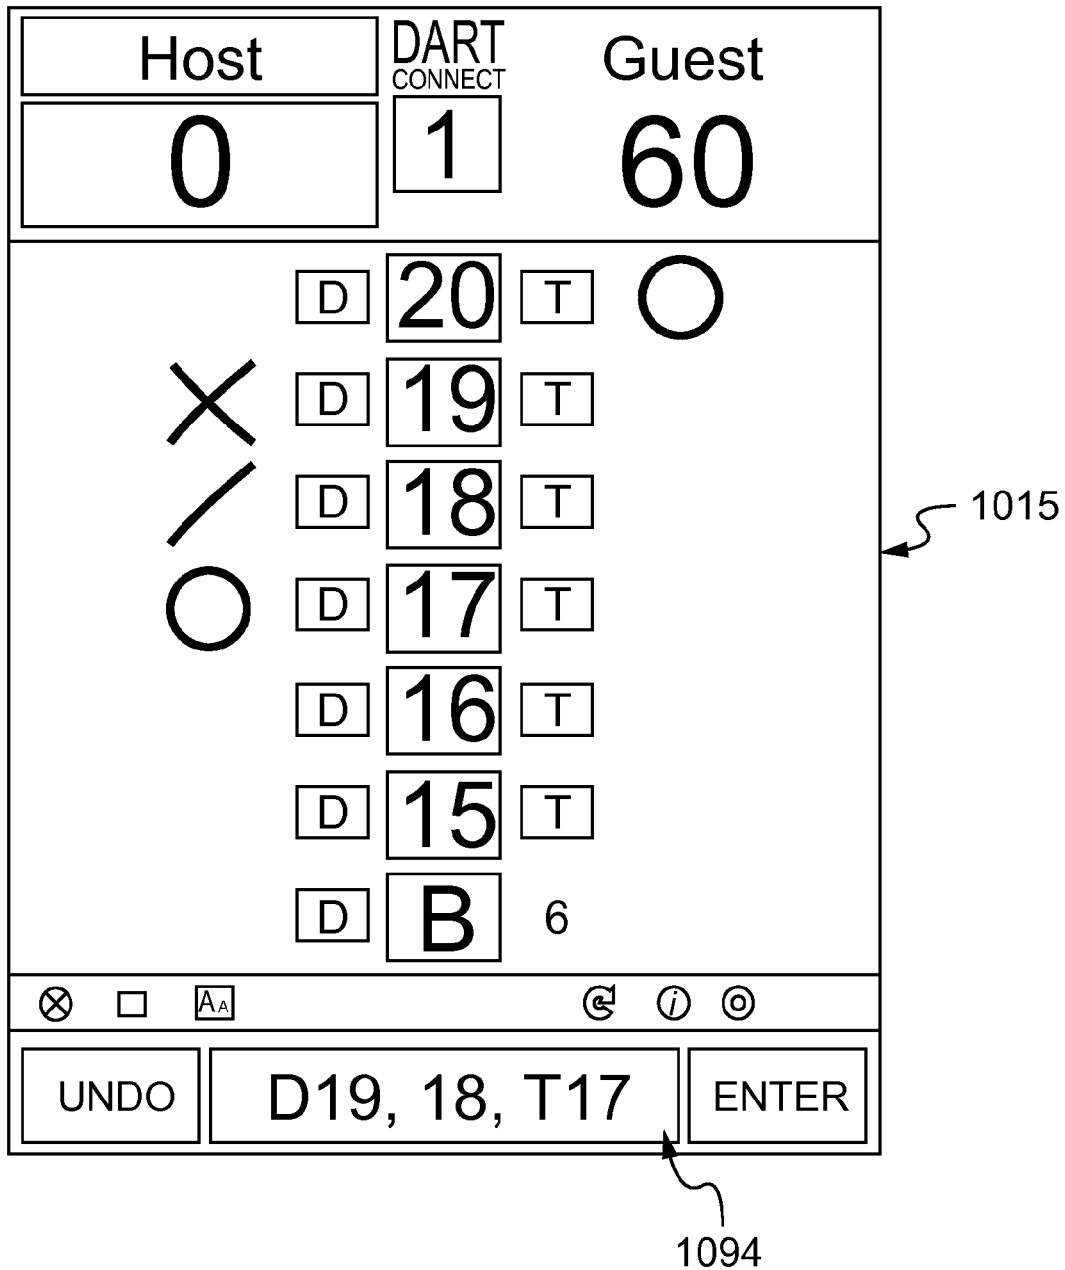 Host DART Guest
CONNECT
0 1 60
D 20 T
D 19 T
D 18 T
1015
D 17 T
D 16 T
D 15 T
D B 6
AA i
UNDO D19, 18, T17 ENTER
1094